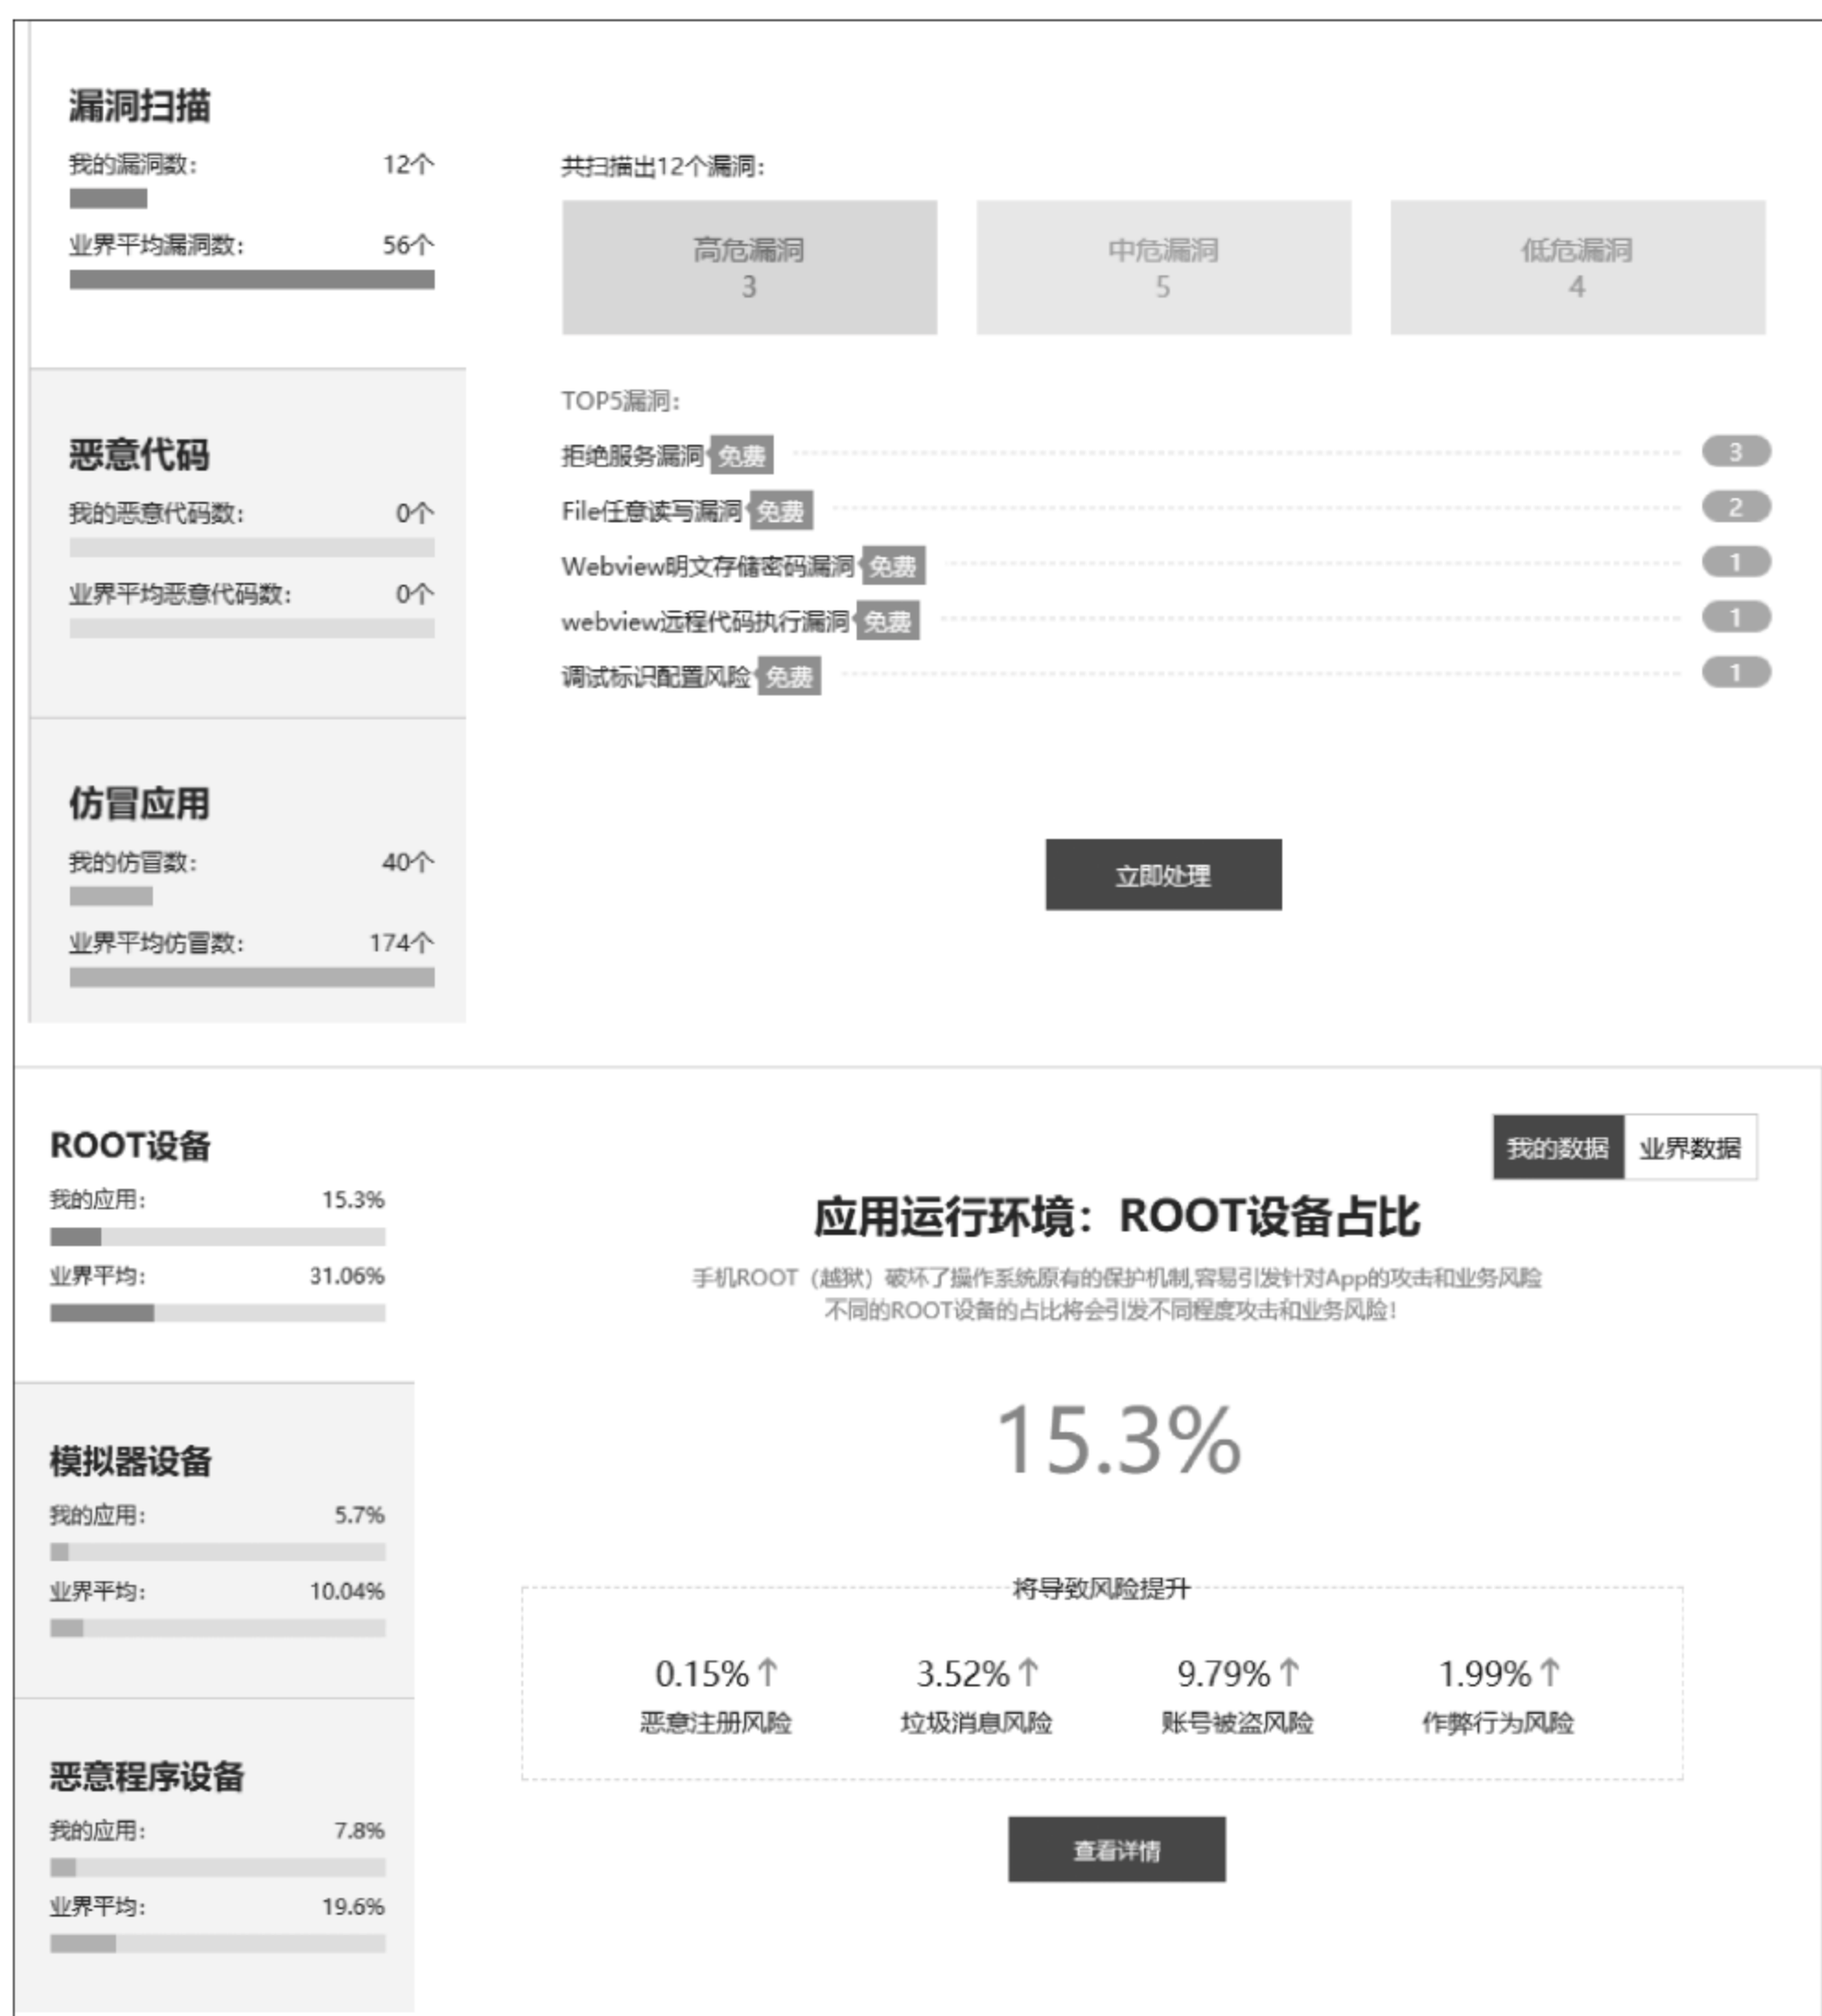 漏洞扫描
我的漏洞数： 12个
业界平均漏洞数： 56个
共扫描出12个漏洞：
高危漏洞 中危漏洞 低危漏洞
3 5 4
TOP5漏洞：
拒绝服务漏洞 免费 3
File任意读写漏洞 免费 2
Webview明文存储密码漏洞 免费 1
webview远程代码执行漏洞 免费 1
调试标识配置风险 免费 1
立即处理
恶意代码
我的恶意代码数： 0个
业界平均恶意代码数： 0个
仿冒应用
我的仿冒数： 40个
业界平均仿冒数： 174个
ROOT设备
我的应用： 15.3%
业界平均： 31.06%
模拟器设备
我的应用： 5.7%
业界平均： 10.04%
恶意程序设备
我的应用： 7.8%
业界平均： 19.6%
我的数据 业界数据
应用运行环境：ROOT设备占比
手机ROOT（越狱）破坏了操作系统原有的保护机制,容易引发针对App的攻击和业务风险
不同的ROOT设备的占比将会引发不同程度攻击和业务风险！
15.3%
将导致风险提升
0.15%↑ 3.52%↑ 9.79%↑ 1.99%↑
恶意注册风险 垃圾消息风险 账号被盗风险 作弊行为风险
查看详情